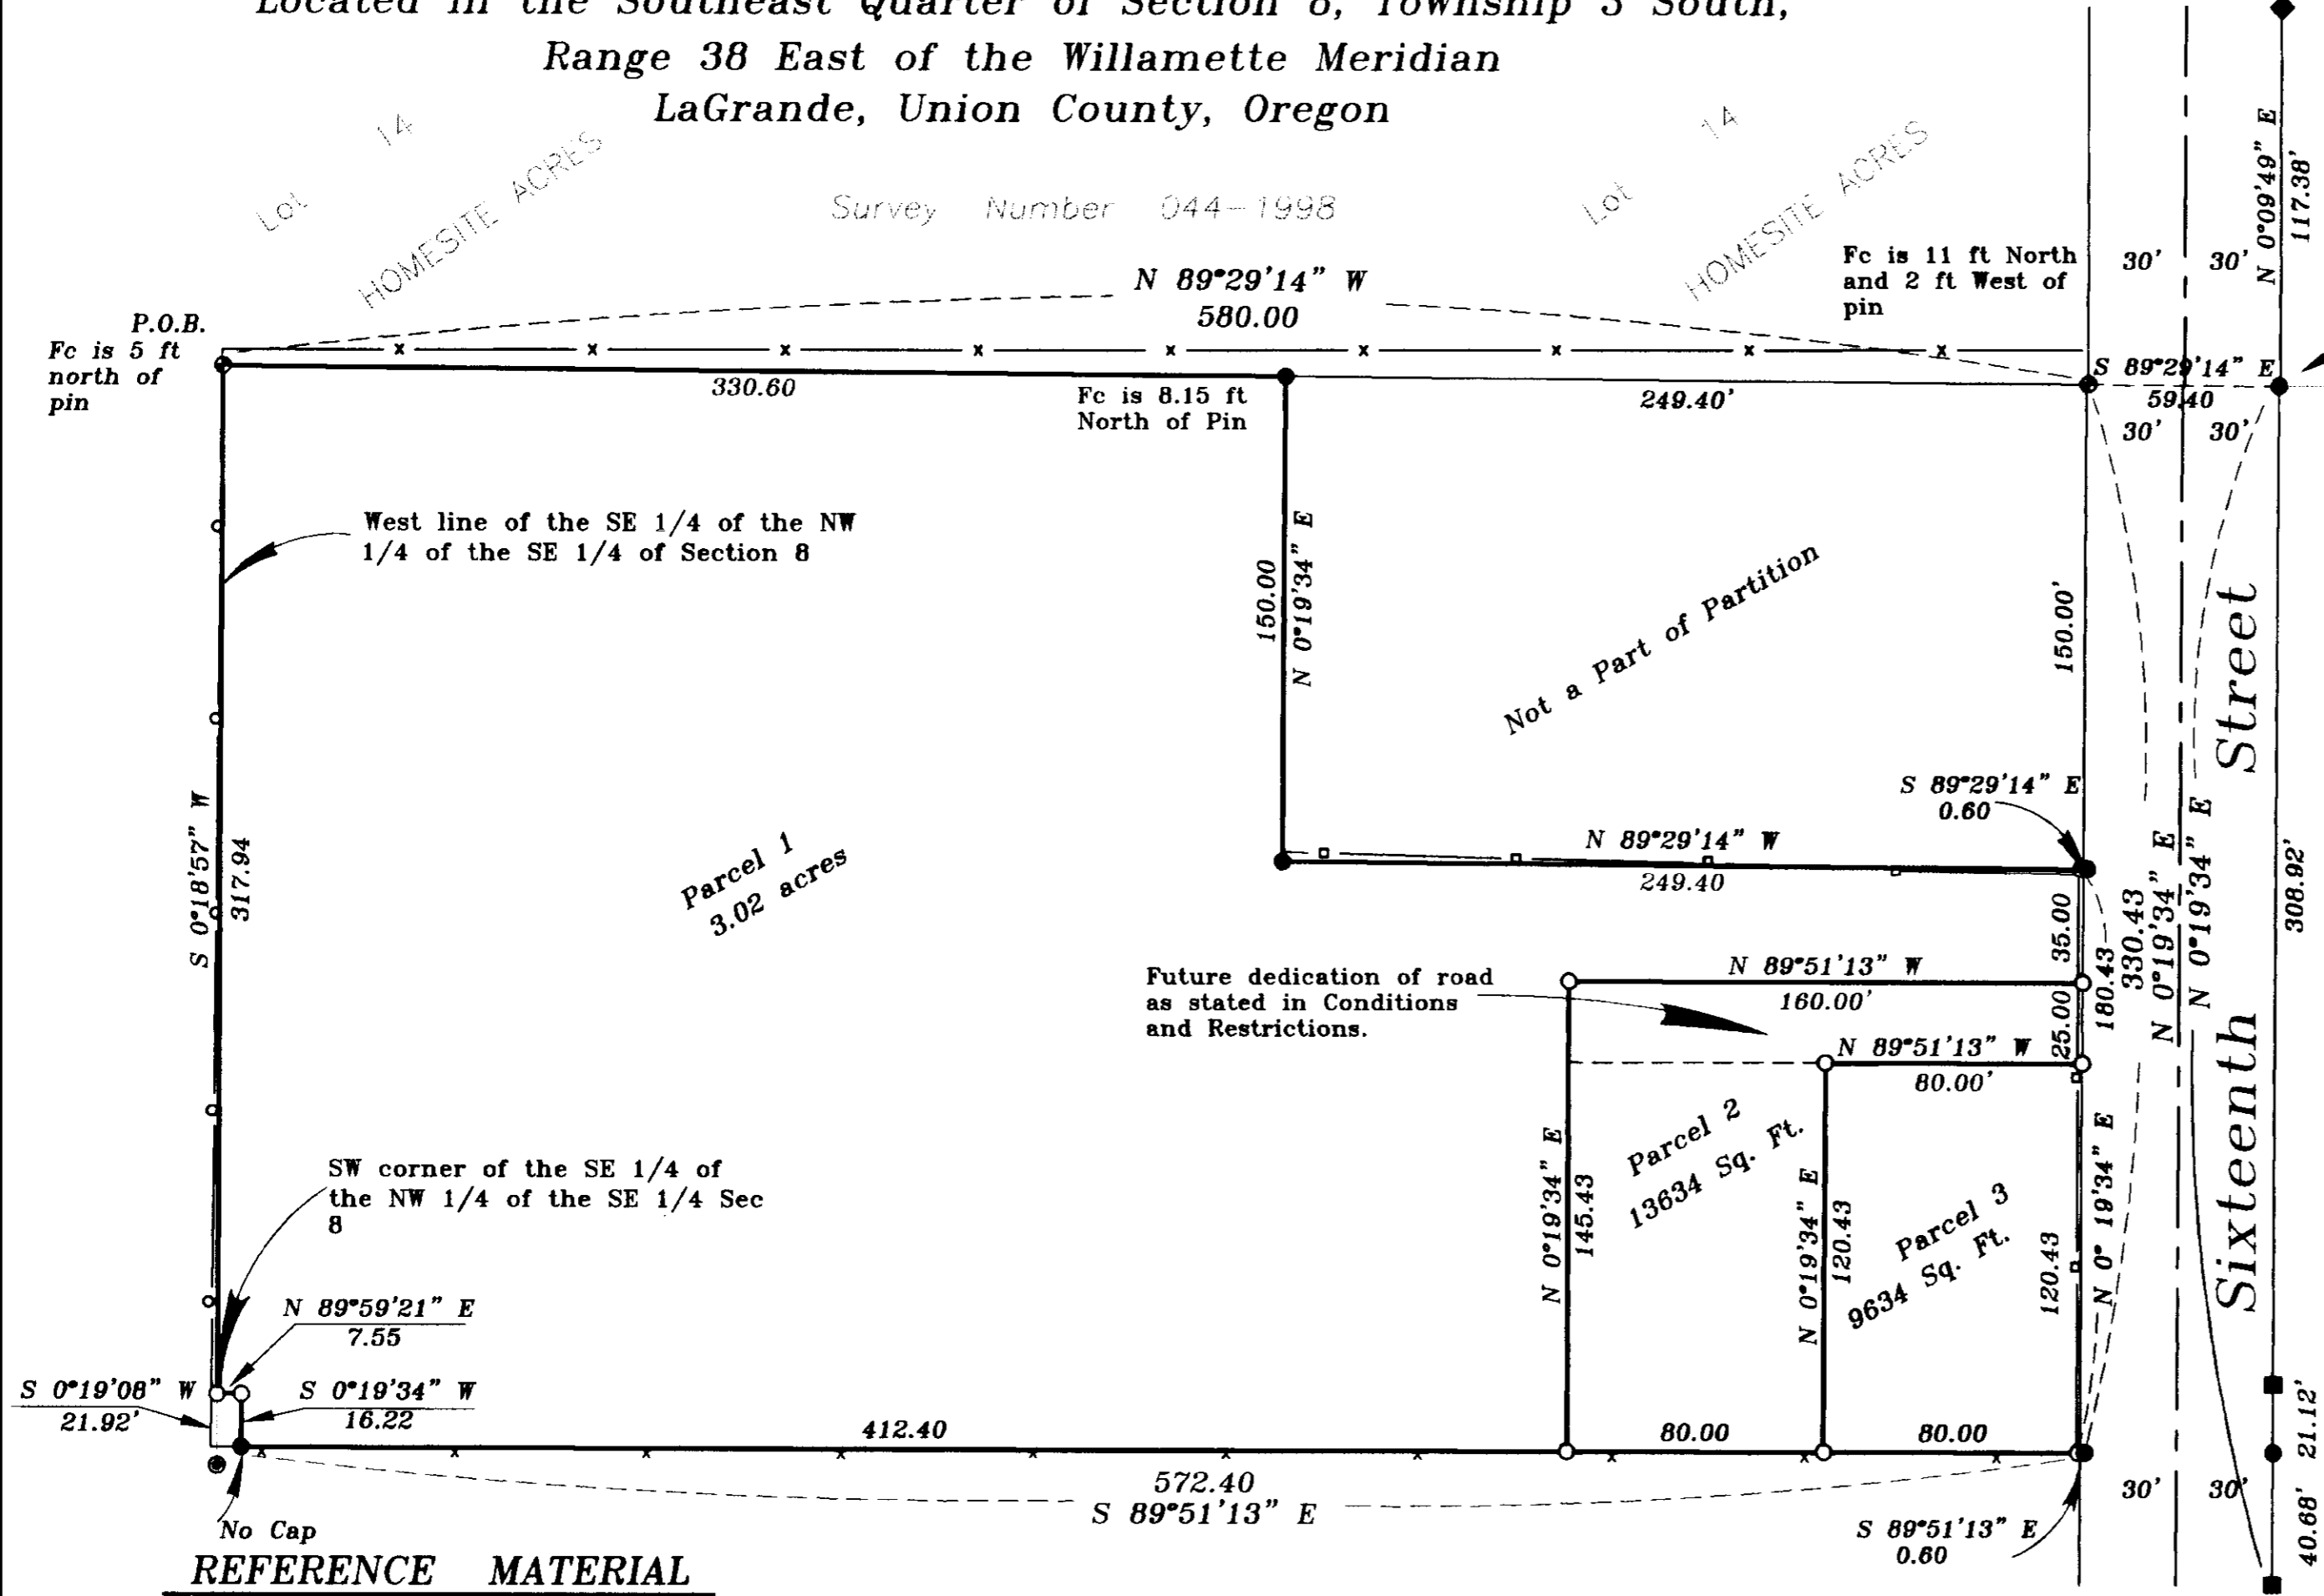 Located in the Southeast Quarter of Section 8, Township 3 South,
Range 38 East of the Willamette Meridian
LaGrande, Union County, Oregon
Lot 14
HOMESITE ACRES
Survey Number 044-1998
Lot 14
HOMESITE ACRES
N 0°09'49" E
117.38'
Fc is 11 ft North
and 2 ft West of
pin
30' 30'
N 89°29'14" W
580.00
P.O.B.
Fc is 5 ft
north of
pin
330.60
Fc is 8.15 ft
North of Pin
249.40'
S 89°29'14" E
59.40
30' 30'
West line of the SE 1/4 of the NW
1/4 of the SE 1/4 of Section 8
150.00
N 0°19'34" E
Not a Part of Partition
150.00'
S 89°29'14" E
0.60
N 89°29'14" W
249.40
S 0°18'57" W
317.94
Parcel 1
3.02 acres
35.00
25.00
180.43
330.43
N 0°19'34" E
N 0°19'34" E
Sixteenth Street
308.92'
Future dedication of road
as stated in Conditions
and Restrictions.
N 89°51'13" W
160.00'
N 89°51'13" W
80.00'
N 0°19'34" E
145.43
Parcel 2
13634 Sq. Ft.
N 0°19'34" E
120.43
Parcel 3
9634 Sq. Ft.
120.43
N 0° 19'34" E
SW corner of the SE 1/4 of
the NW 1/4 of the SE 1/4 Sec
8
N 89°59'21" E
7.55
S 0°19'08" W
21.92'
S 0°19'34" W
16.22
412.40
80.00
80.00
572.40
S 89°51'13" E
No Cap
S 89°51'13" E
0.60
30' 30'
21.12'
40.68'
REFERENCE MATERIAL